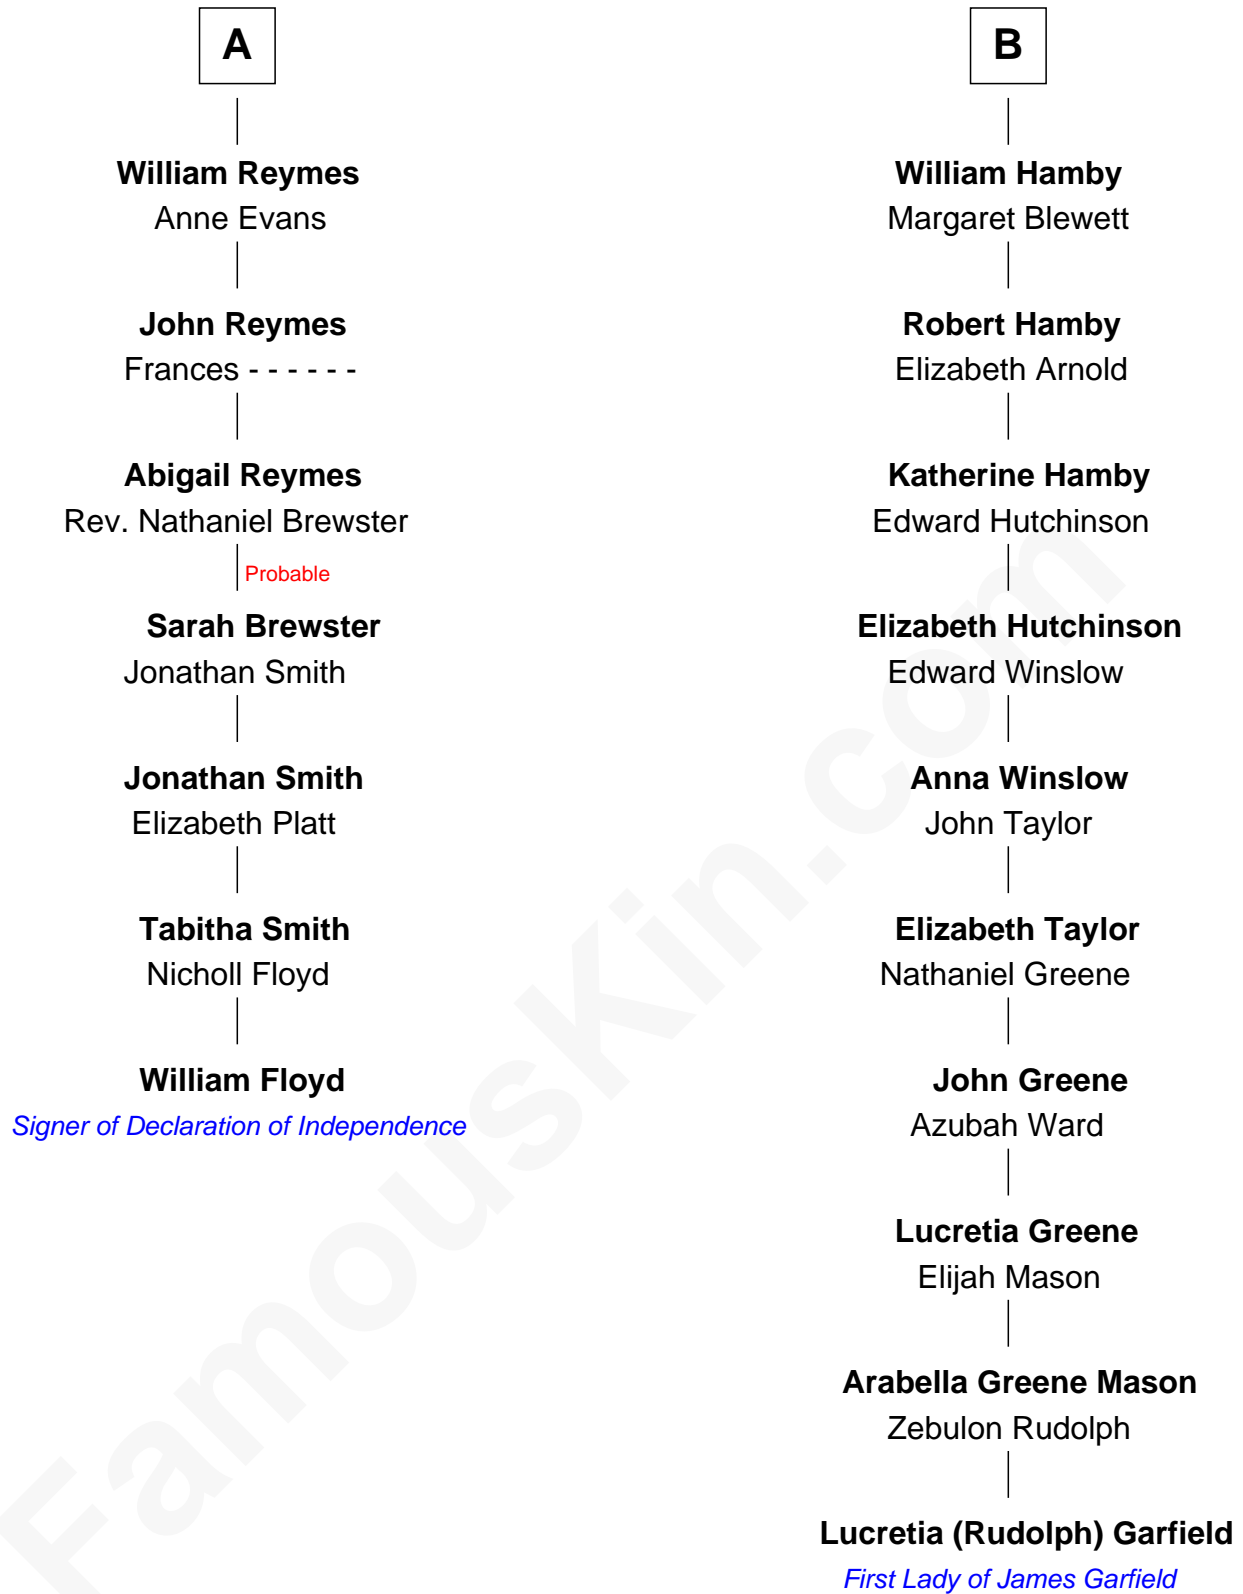 A
William Reymes
Anne Evans
John Reymes
Frances - - - - - -
Abigail Reymes
Rev. Nathaniel Brewster
Probable
Sarah Brewster
Jonathan Smith
Jonathan Smith
Elizabeth Platt
Tabitha Smith
Nicholl Floyd
William Floyd
Signer of Declaration of Independence
B
William Hamby
Margaret Blewett
Robert Hamby
Elizabeth Arnold
Katherine Hamby
Edward Hutchinson
Elizabeth Hutchinson
Edward Winslow
Anna Winslow
John Taylor
Elizabeth Taylor
Nathaniel Greene
John Greene
Azubah Ward
Lucretia Greene
Elijah Mason
Arabella Greene Mason
Zebulon Rudolph
Lucretia (Rudolph) Garfield
First Lady of James Garfield
FamousKin.com